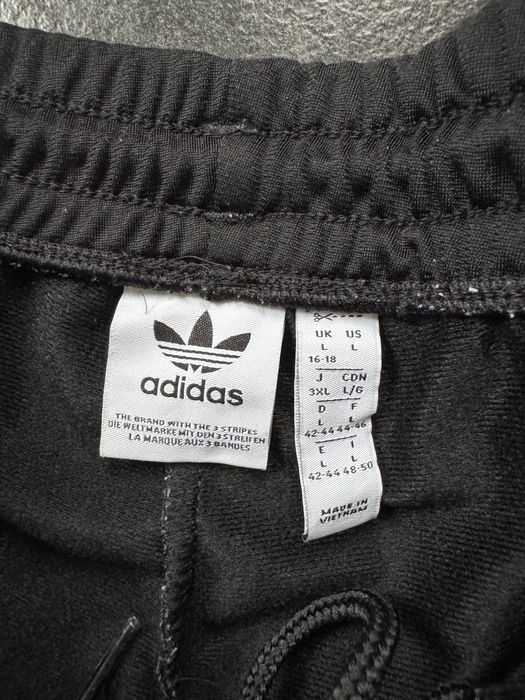 adidas
THE BRAND WITH THE 3 STRIPES
DIE WELTMARKE MIT DEN 3 STREIFEN
LA MARQUE AUX 3 BANDES
UK US
L L
16-18
J CDN
3XL L/G
D F
L L
42-44 44-46
E I
L L
42-44 48-50
MADE IN
VIETNAM